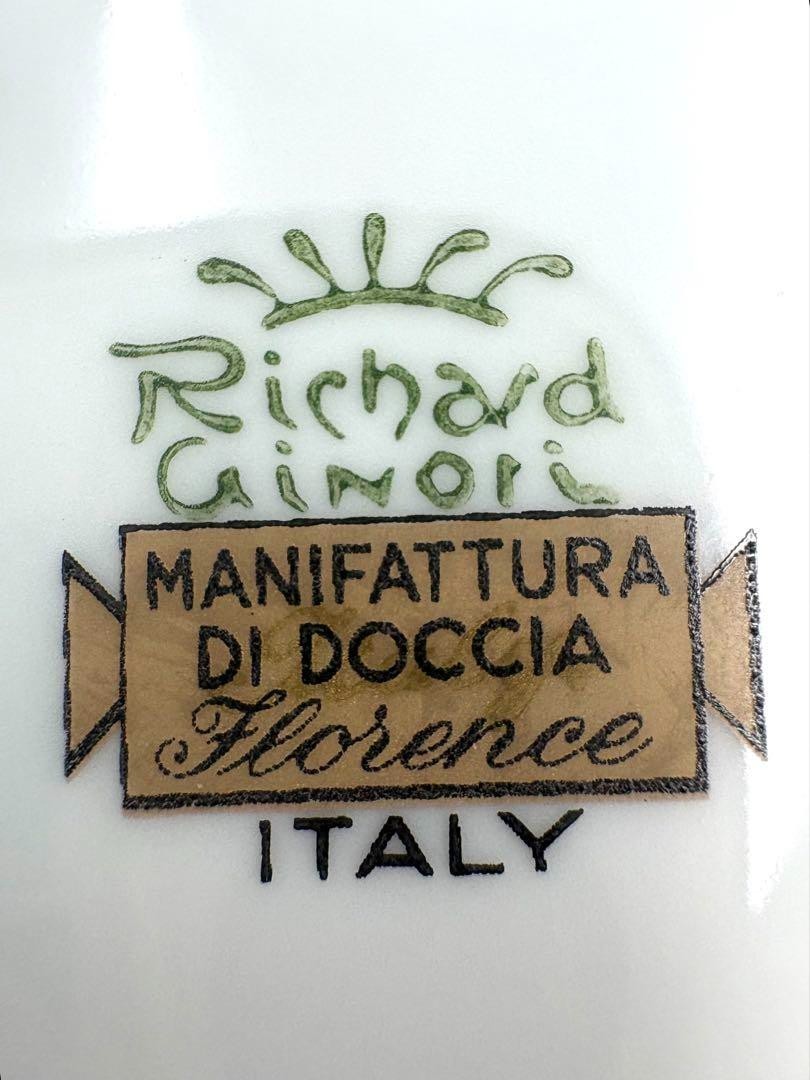 Richard
Ginori
MANIFATTURA
DI DOCCIA
Florence
ITALY